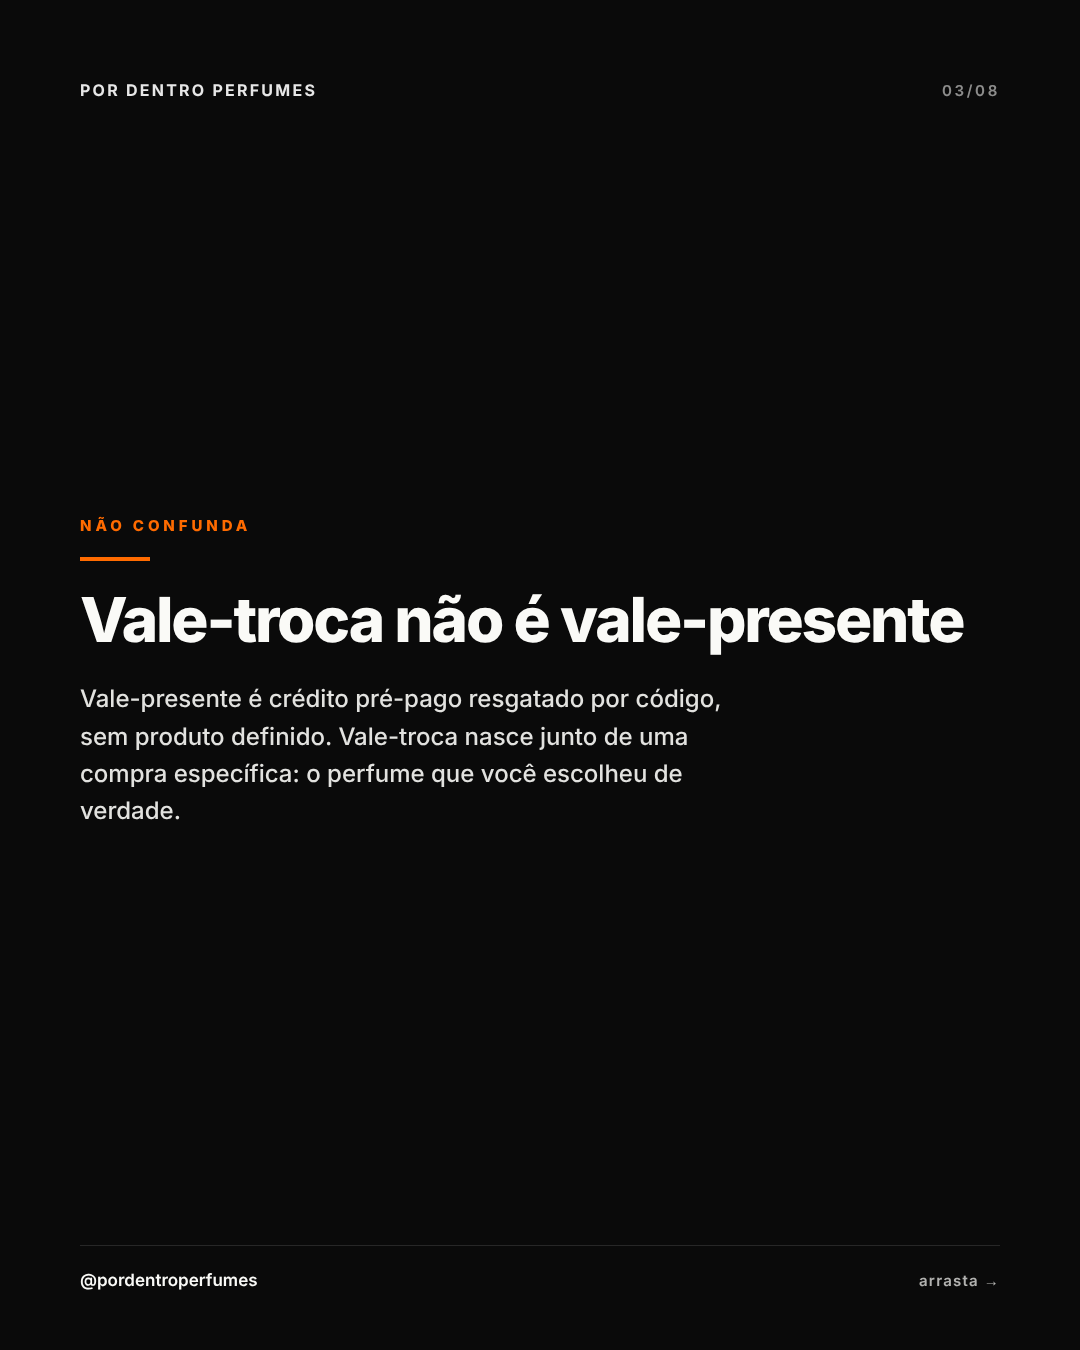 POR DENTRO PERFUMES
03/08
NÃO CONFUNDA
Vale-troca não é vale-presente
Vale-presente é crédito pré-pago resgatado por código,
sem produto definido. Vale-troca nasce junto de uma
compra específica: o perfume que você escolheu de
verdade.
@pordentroperfumes
arrasta →